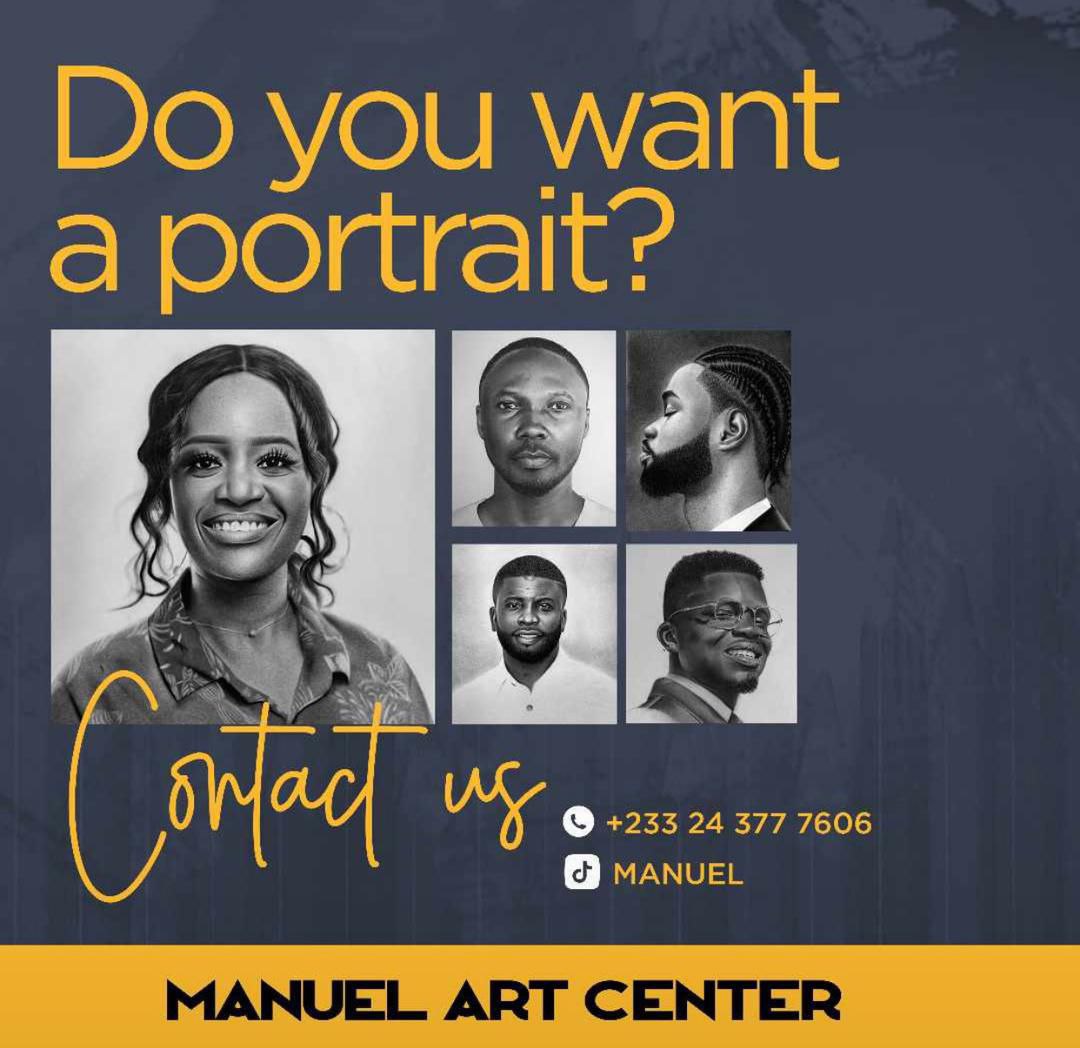 Do you want
a portrait?
Contact us
+233 24 377 7606
MANUEL
MANUEL ART CENTER